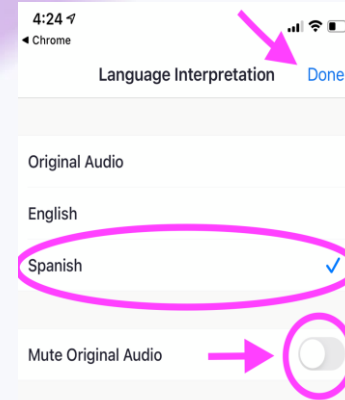 4:24
◀ Chrome
Language Interpretation Done
Original Audio
English
Spanish
Mute Original Audio